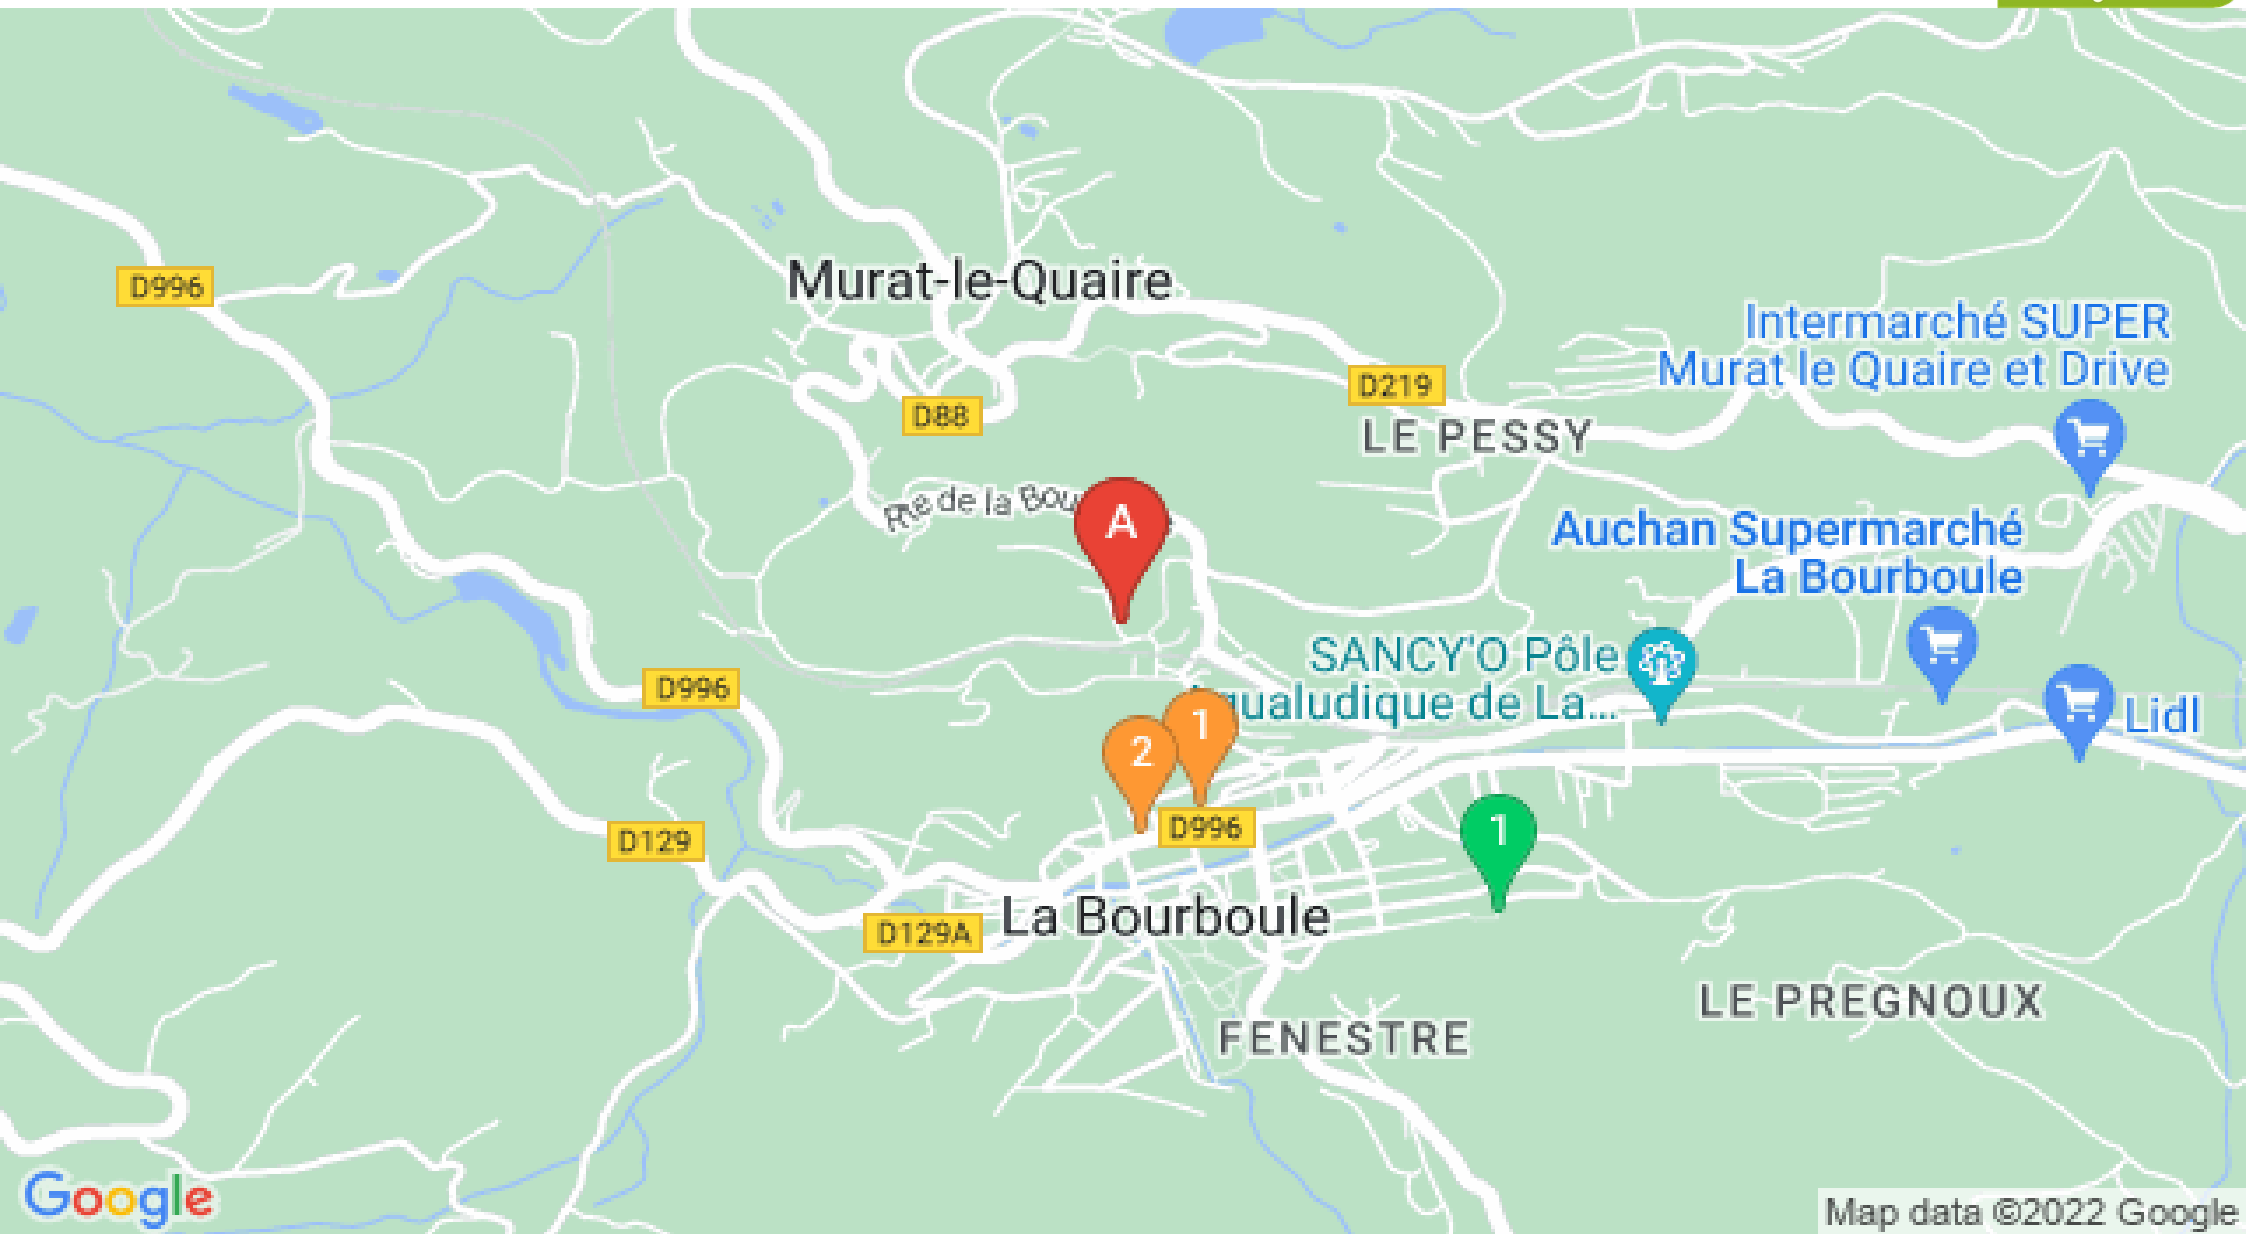 D996
Murat-le-Quaire
Intermarché SUPER
Murat le Quaire et Drive
D219
D88
LE PESSY
Rte de la Bou
A
Auchan Supermarché
La Bourboule
SANCY'O Pôle
qualudique de La...
D996
1
2
Lidl
D996
1
D129
La Bourboule
D129A
LE PREGNOUX
FENESTRE
Google
Map data ©2022 Google